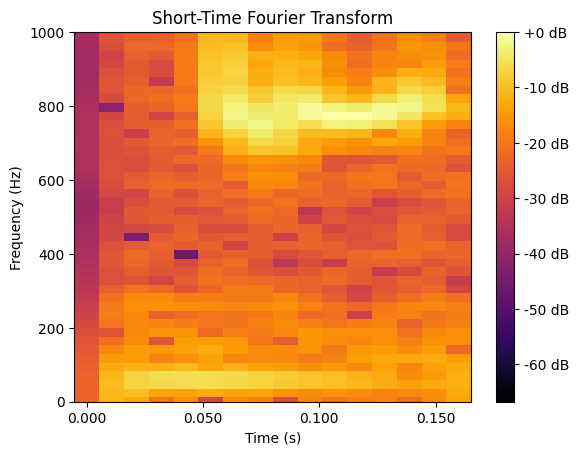 Short-Time Fourier Transform
1000
800
600
400
200
0
Frequency (Hz)
0.000
0.050
0.100
0.150
Time (s)
+0 dB
-10 dB
-20 dB
-30 dB
-40 dB
-50 dB
-60 dB